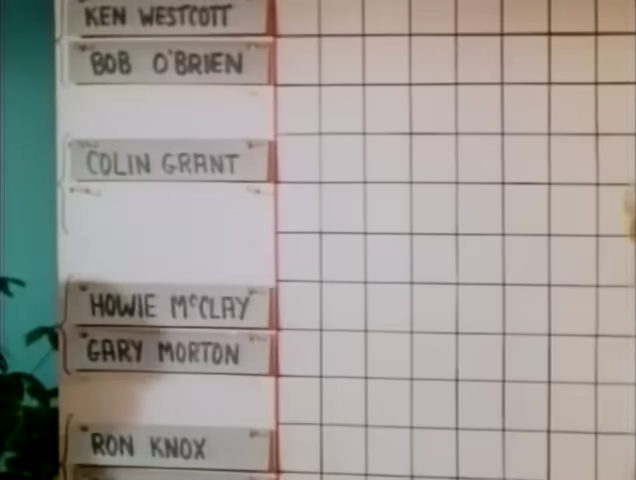 KEN WESTCOTT
BOB O'BRIEN
COLIN GRANT
HOWIE McCLAY
GARY MORTON
RON KNOX